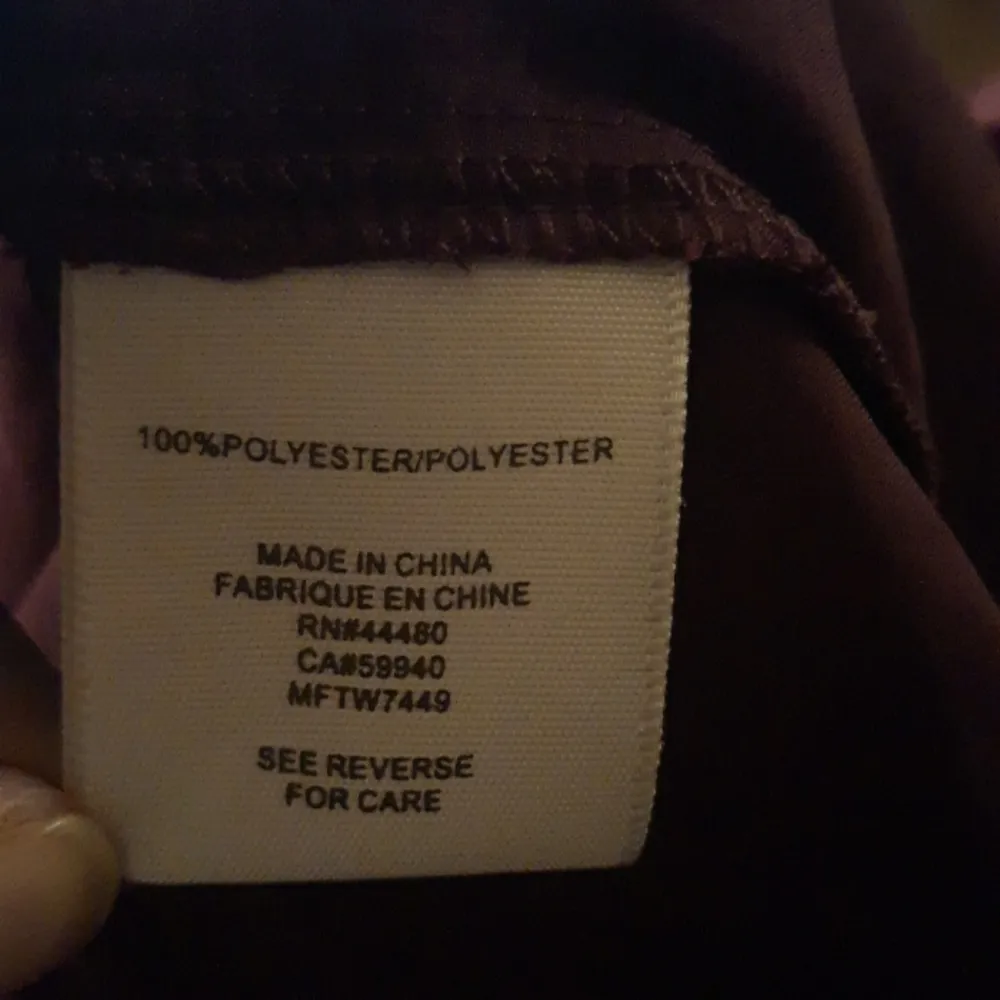 100%POLYESTER/POLYESTER
MADE IN CHINA
FABRIQUE EN CHINE
RN#44480
CA#59940
MFTW7449
SEE REVERSE
FOR CARE